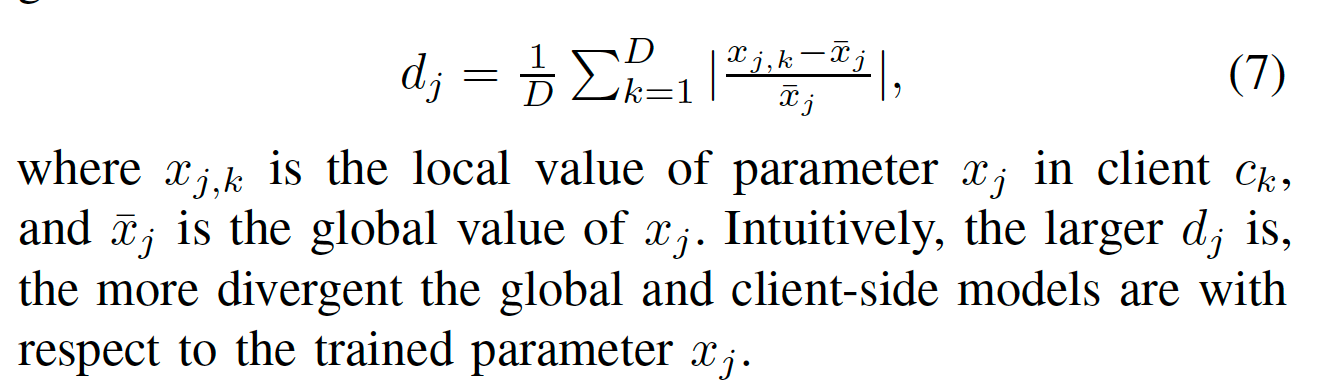 d_j = \frac{1}{D} \sum_{k=1}^{D} |\frac{x_{j,k} - \bar{x}_j}{\bar{x}_j}|, (7)
where x_{j,k} is the local value of parameter x_j in client c_k,
and \bar{x}_j is the global value of x_j. Intuitively, the larger d_j is,
the more divergent the global and client-side models are with
respect to the trained parameter x_j.